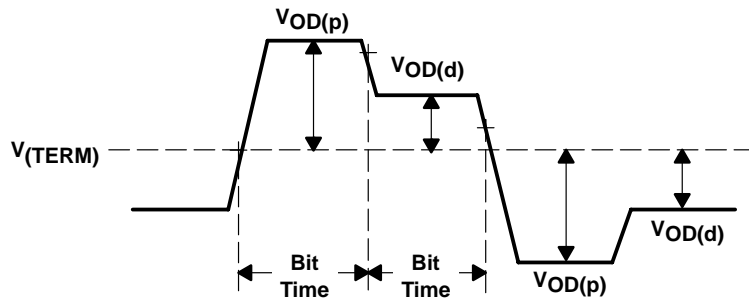 VOD(p)
VOD(d)
V(TERM)
VOD(d)
Bit
Time
Bit
Time
VOD(p)